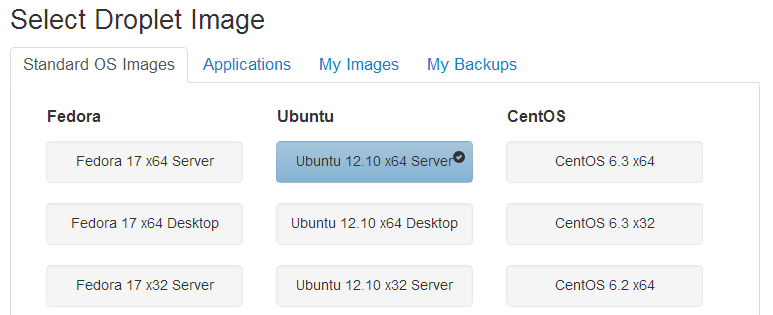 Select Droplet Image
Standard OS Images Applications My Images My Backups
Fedora Ubuntu CentOS
Fedora 17 x64 Server Ubuntu 12.10 x64 Server CentOS 6.3 x64
Fedora 17 x64 Desktop Ubuntu 12.10 x64 Desktop CentOS 6.3 x32
Fedora 17 x32 Server Ubuntu 12.10 x32 Server CentOS 6.2 x64